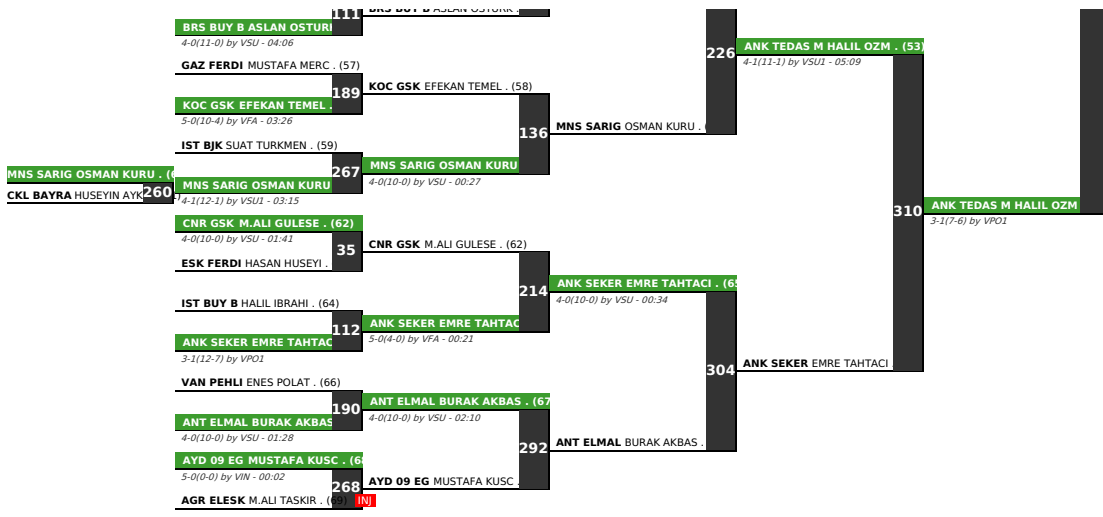 111
BRS BUY B ASLAN OSTURK .
BRS BUY B ASLAN OSTUR
4-0(11-0) by VSU - 04:06
GAZ FERDI MUSTAFA MERC . (57)
189
KOC GSK EFEKAN TEMEL .
5-0(10-4) by VFA - 03:26
KOC GSK EFEKAN TEMEL . (58)
136
IST BJK SUAT TURKMEN . (59)
267
MNS SARIG OSMAN KURU
4-1(12-1) by VSU1 - 03:15
MNS SARIG OSMAN KURU
4-0(10-0) by VSU - 00:27
MNS SARIG OSMAN KURU . (6
260
CKL BAYRA HUSEYIN AYK
MNS SARIG OSMAN KURU . (
226
ANK TEDAS M HALIL OZM . (53)
4-1(11-1) by VSU1 - 05:09
CNR GSK M.ALI GULESE . (62)
4-0(10-0) by VSU - 01:41
35
ESK FERDI HASAN HUSEYI .
CNR GSK M.ALI GULESE . (62)
214
IST BUY B HALIL IBRAHI . (64)
112
ANK SEKER EMRE TAHTAC
3-1(12-7) by VPO1
ANK SEKER EMRE TAHTAC
5-0(4-0) by VFA - 00:21
ANK SEKER EMRE TAHTACI . (65
4-0(10-0) by VSU - 00:34
304
VAN PEHLI ENES POLAT . (66)
190
ANT ELMAL BURAK AKBAS
4-0(10-0) by VSU - 01:28
ANT ELMAL BURAK AKBAS . (67
4-0(10-0) by VSU - 02:10
292
AYD 09 EG MUSTAFA KUSC . (68
5-0(0-0) by VIN - 00:02
268
AGR ELESK M.ALI TASKIR . (69) INJ
AYD 09 EG MUSTAFA KUSC .
ANT ELMAL BURAK AKBAS .
ANK SEKER EMRE TAHTACI
310
ANK TEDAS M HALIL OZM
3-1(7-6) by VPO1